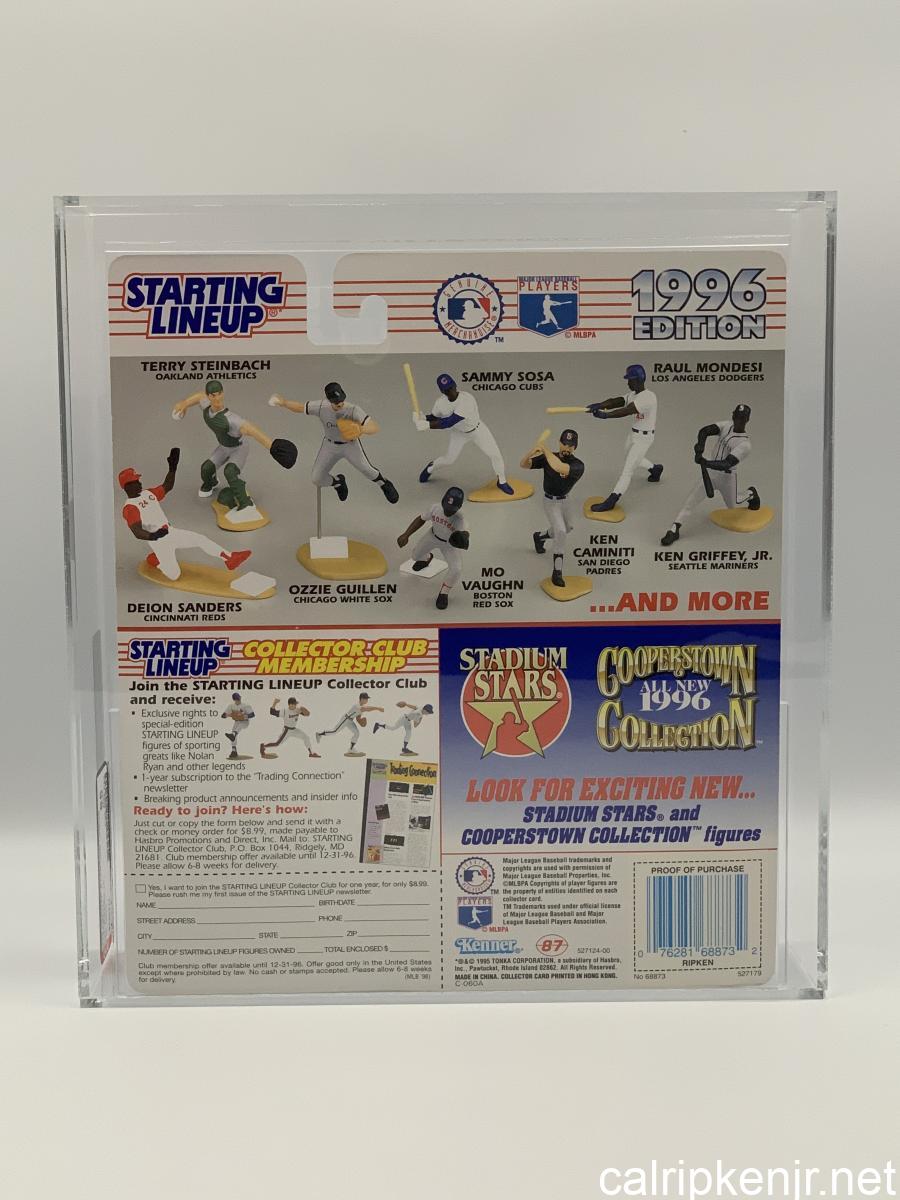 STARTING
LINEUP®
GENUINE
MERCHANDISE
TM
MAJOR LEAGUE BASEBALL
PLAYERS
© MLBPA
1996
EDITION
TERRY STEINBACH
OAKLAND ATHLETICS
SAMMY SOSA
CHICAGO CUBS
RAUL MONDESI
LOS ANGELES DODGERS
DEION SANDERS
CINCINNATI REDS
OZZIE GUILLEN
CHICAGO WHITE SOX
MO
VAUGHN
BOSTON
RED SOX
KEN
CAMINITI
SAN DIEGO
PADRES
KEN GRIFFEY, JR.
SEATTLE MARINERS
...AND MORE
STARTING
LINEUP
COLLECTOR CLUB
MEMBERSHIP
Join the STARTING LINEUP Collector Club
and receive:
• Exclusive rights to
special-edition
STARTING LINEUP
figures of sporting
greats like Nolan
Ryan and other legends
• 1-year subscription to the "Trading Connection"
newsletter
• Breaking product announcements and insider info
Trading Connection
Ready to join? Here's how:
Just cut or copy the form below and send it with a
check or money order for $8.99, made payable to
Hasbro Promotions and Direct, Inc. Mail to: STARTING
LINEUP Collector Club, P.O. Box 1044, Ridgely, MD
21681. Club membership offer available until 12-31-96.
Please allow 6-8 weeks for delivery.
Yes, I want to join the STARTING LINEUP Collector Club for one year, for only $8.99.
Please rush me my first issue of the STARTING LINEUP newsletter.
NAME BIRTHDATE
STREET ADDRESS PHONE
CITY STATE ZIP
NUMBER OF STARTING LINEUP FIGURES OWNED TOTAL ENCLOSED $
Club membership offer available until 12-31-96. Offer good only in the United States
except where prohibited by law. No cash or stamps accepted. Please allow 6-8 weeks
for delivery. (MLB 96)
STADIUM
STARS®
COOPERSTOWN
ALL NEW
1996
COLLECTION™
LOOK FOR EXCITING NEW...
STADIUM STARS® and
COOPERSTOWN COLLECTION™ figures
TM
PLAYERS
© MLBPA
Major League Baseball trademarks and
copyrights are used with permission of
Major League Baseball Properties, Inc.
©MLBPA Copyrights of player figures are
the property of entities identified on each
collector card.
TM Trademarks used under official license
of Major League Baseball and Major
League Baseball Players Association.
Kenner® 87 527124-00
*®& © 1995 TONKA CORPORATION, a subsidiary of Hasbro,
Inc., Pawtucket, Rhode Island 02862. All Rights Reserved.
MADE IN CHINA. COLLECTOR CARD PRINTED IN HONG KONG.
C-060A
PROOF OF PURCHASE
0 76281 68873 2
RIPKEN
No 68873 527179
calripkenjr.net